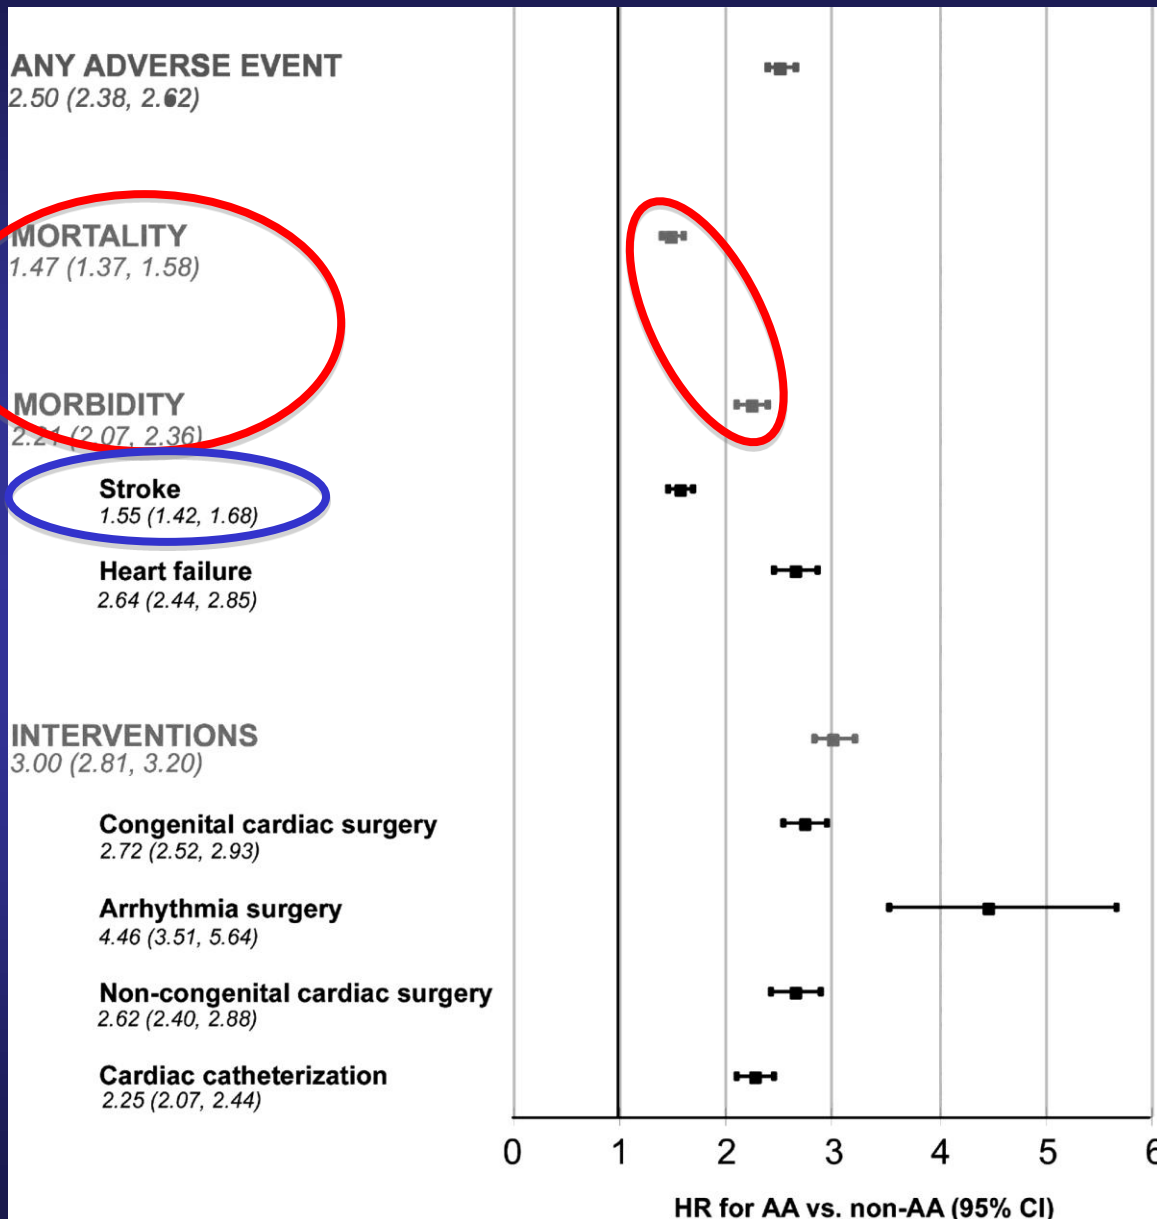 ANY ADVERSE EVENT
2.50 (2.38, 2.62)
MORTALITY
1.47 (1.37, 1.58)
MORBIDITY
2.21 (2.07, 2.36)
Stroke
1.55 (1.42, 1.68)
Heart failure
2.64 (2.44, 2.85)
INTERVENTIONS
3.00 (2.81, 3.20)
Congenital cardiac surgery
2.72 (2.52, 2.93)
Arrhythmia surgery
4.46 (3.51, 5.64)
Non-congenital cardiac surgery
2.62 (2.40, 2.88)
Cardiac catheterization
2.25 (2.07, 2.44)
0 1 2 3 4 5 6
HR for AA vs. non-AA (95% CI)